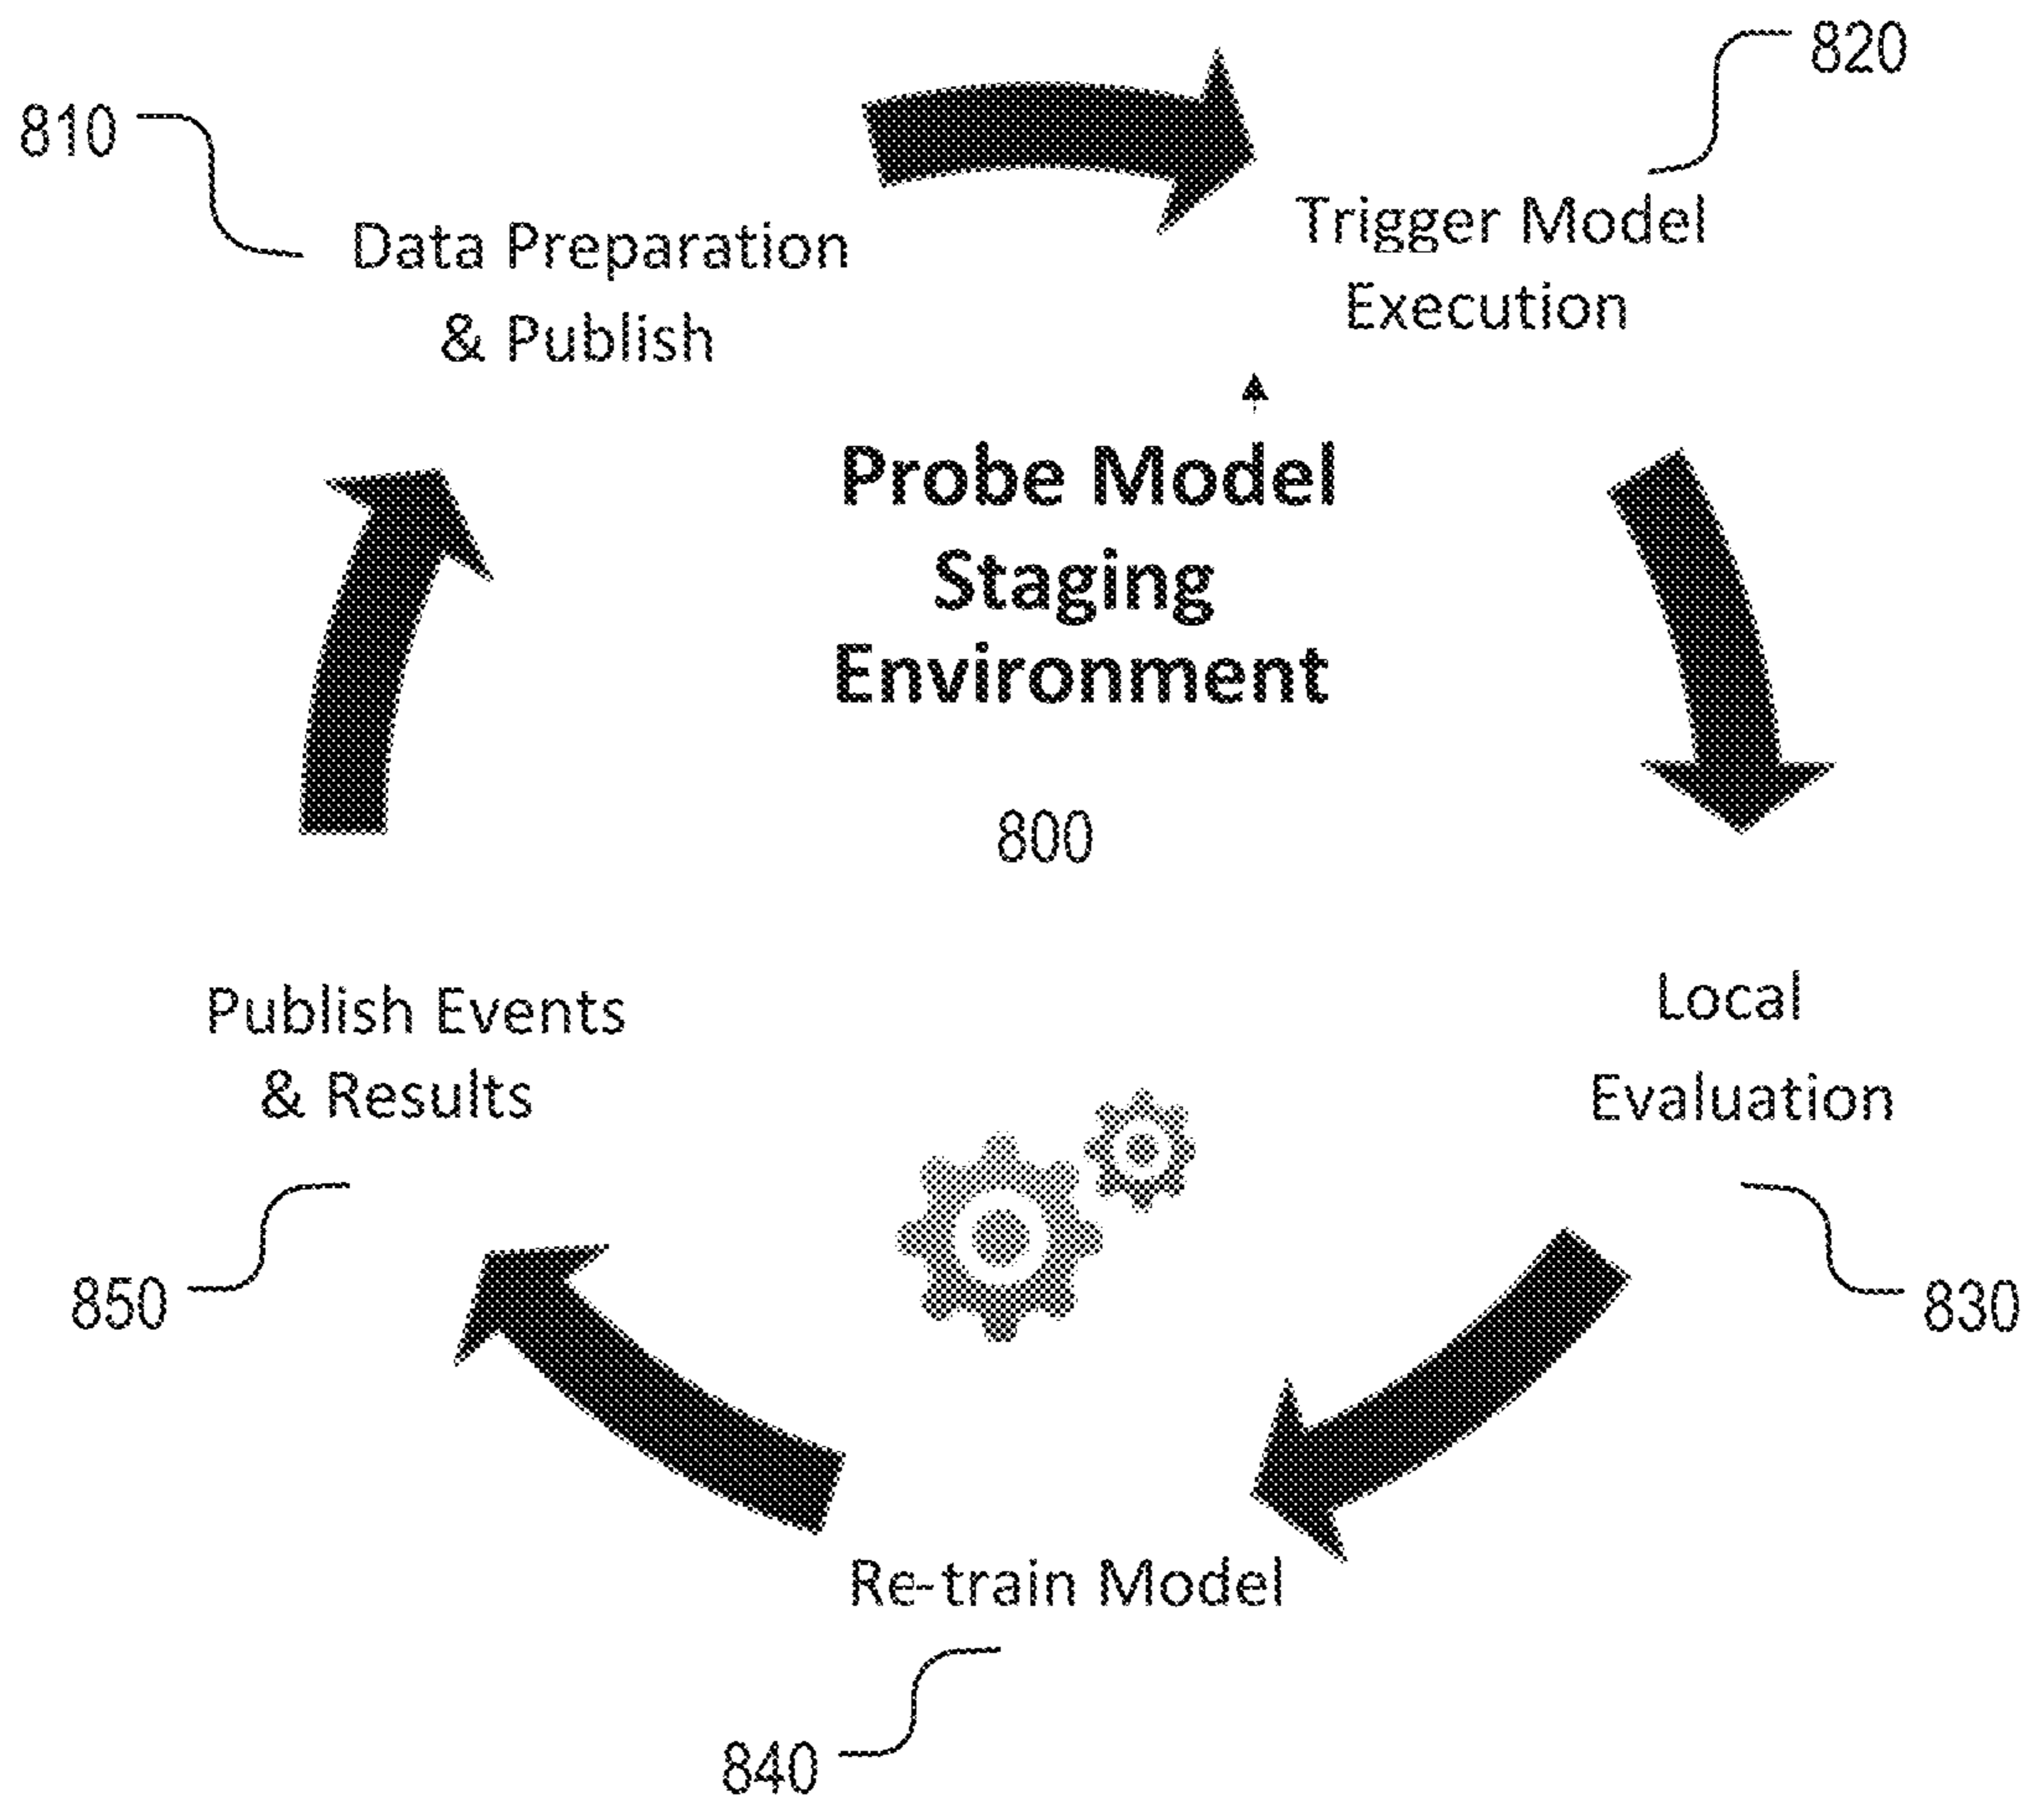 820
810
Data Preparation
& Publish
Trigger Model
Execution
Probe Model
Staging
Environment
800
Publish Events
& Results
Local
Evaluation
850
830
Re-train Model
840